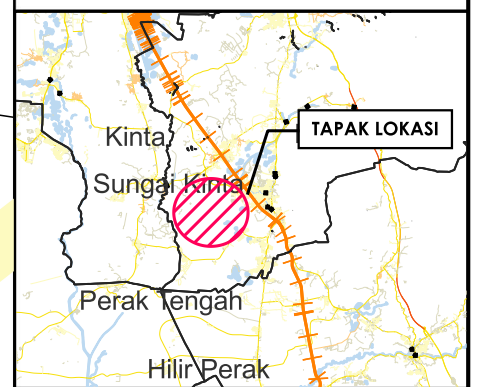 TAPAK LOKASI
Kinta
Sungai Kinta
Perak Tengah
Hilir Perak